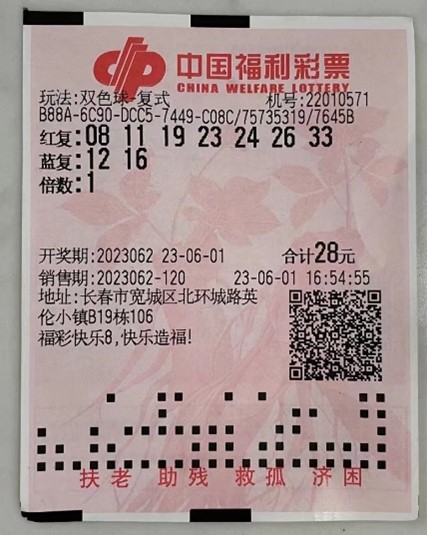 中国福利彩票
CHINA WELFARE LOTTERY
玩法:双色球-复式 机号:22010571
B88A-6C90-DCC5-7449-C08C/75735319/7645B
红复:08 11 19 23 24 26 33
蓝复:12 16
倍数:1
开奖期:2023062 23-06-01 合计28元
销售期:2023062-120 23-06-01 16:54:55
地址:长春市宽城区北环城路英
伦小镇B19栋106
福彩快乐8,快乐造福!
扶老 助残 救孤 济困